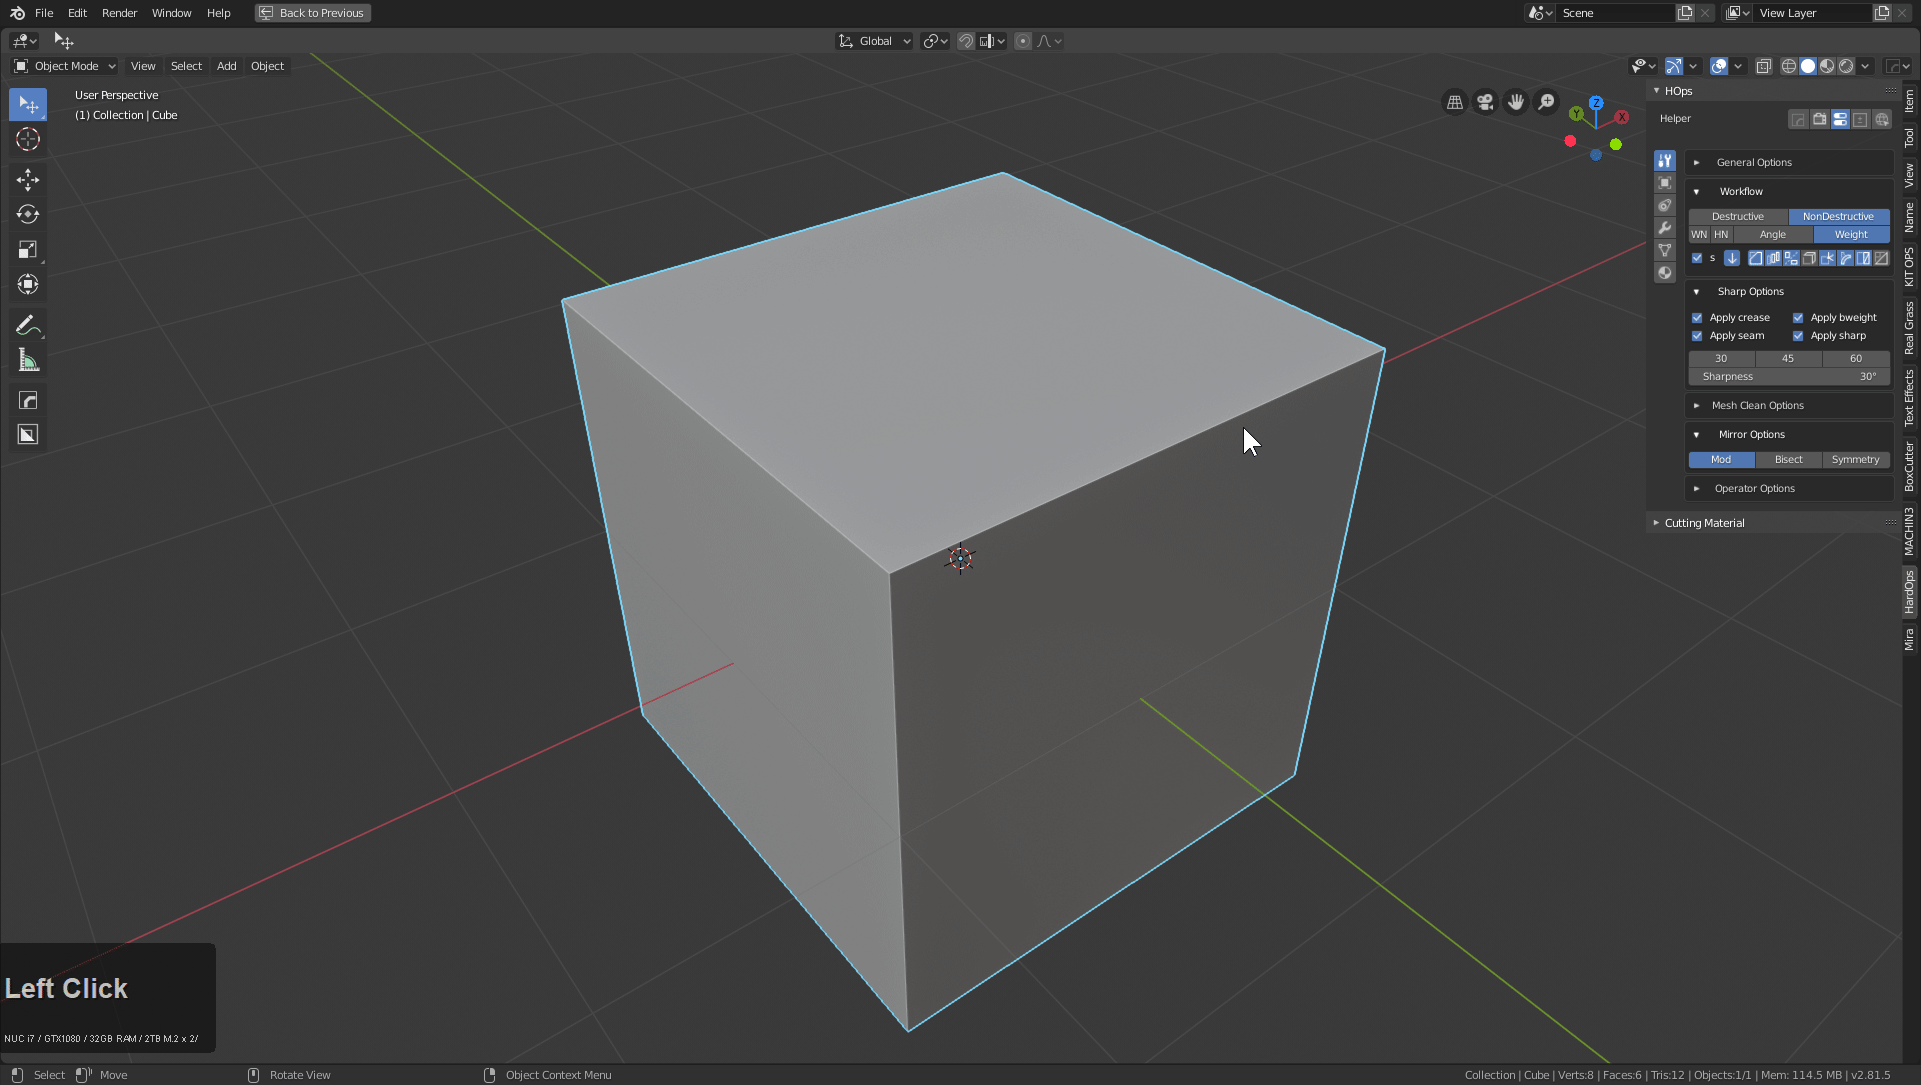 File Edit Render Window Help Back to Previous Scene View Layer
Global
Object Mode View Select Add Object
User Perspective
(1) Collection | Cube
Z
Y
X
HOps
Helper
General Options
Workflow
Destructive NonDestructive
WN HN Angle Weight
s
Sharp Options
Apply crease Apply bweight
Apply seam Apply sharp
30 45 60
Sharpness 30°
Mesh Clean Options
Mirror Options
Mod Bisect Symmetry
Operator Options
Cutting Material
Item
Tool
View
Name
KIT OPS
Real Grass
Text Effects
BoxCutter
MACHIN3
HardOps
Mira
Left Click
NUC i7 / GTX1080 / 32GB RAM / 2TB M.2 x 2/
Select Move Rotate View Object Context Menu Collection | Cube | Verts:8 | Faces:6 | Tris:12 | Objects:1/1 | Mem: 114.5 MB | v2.81.5